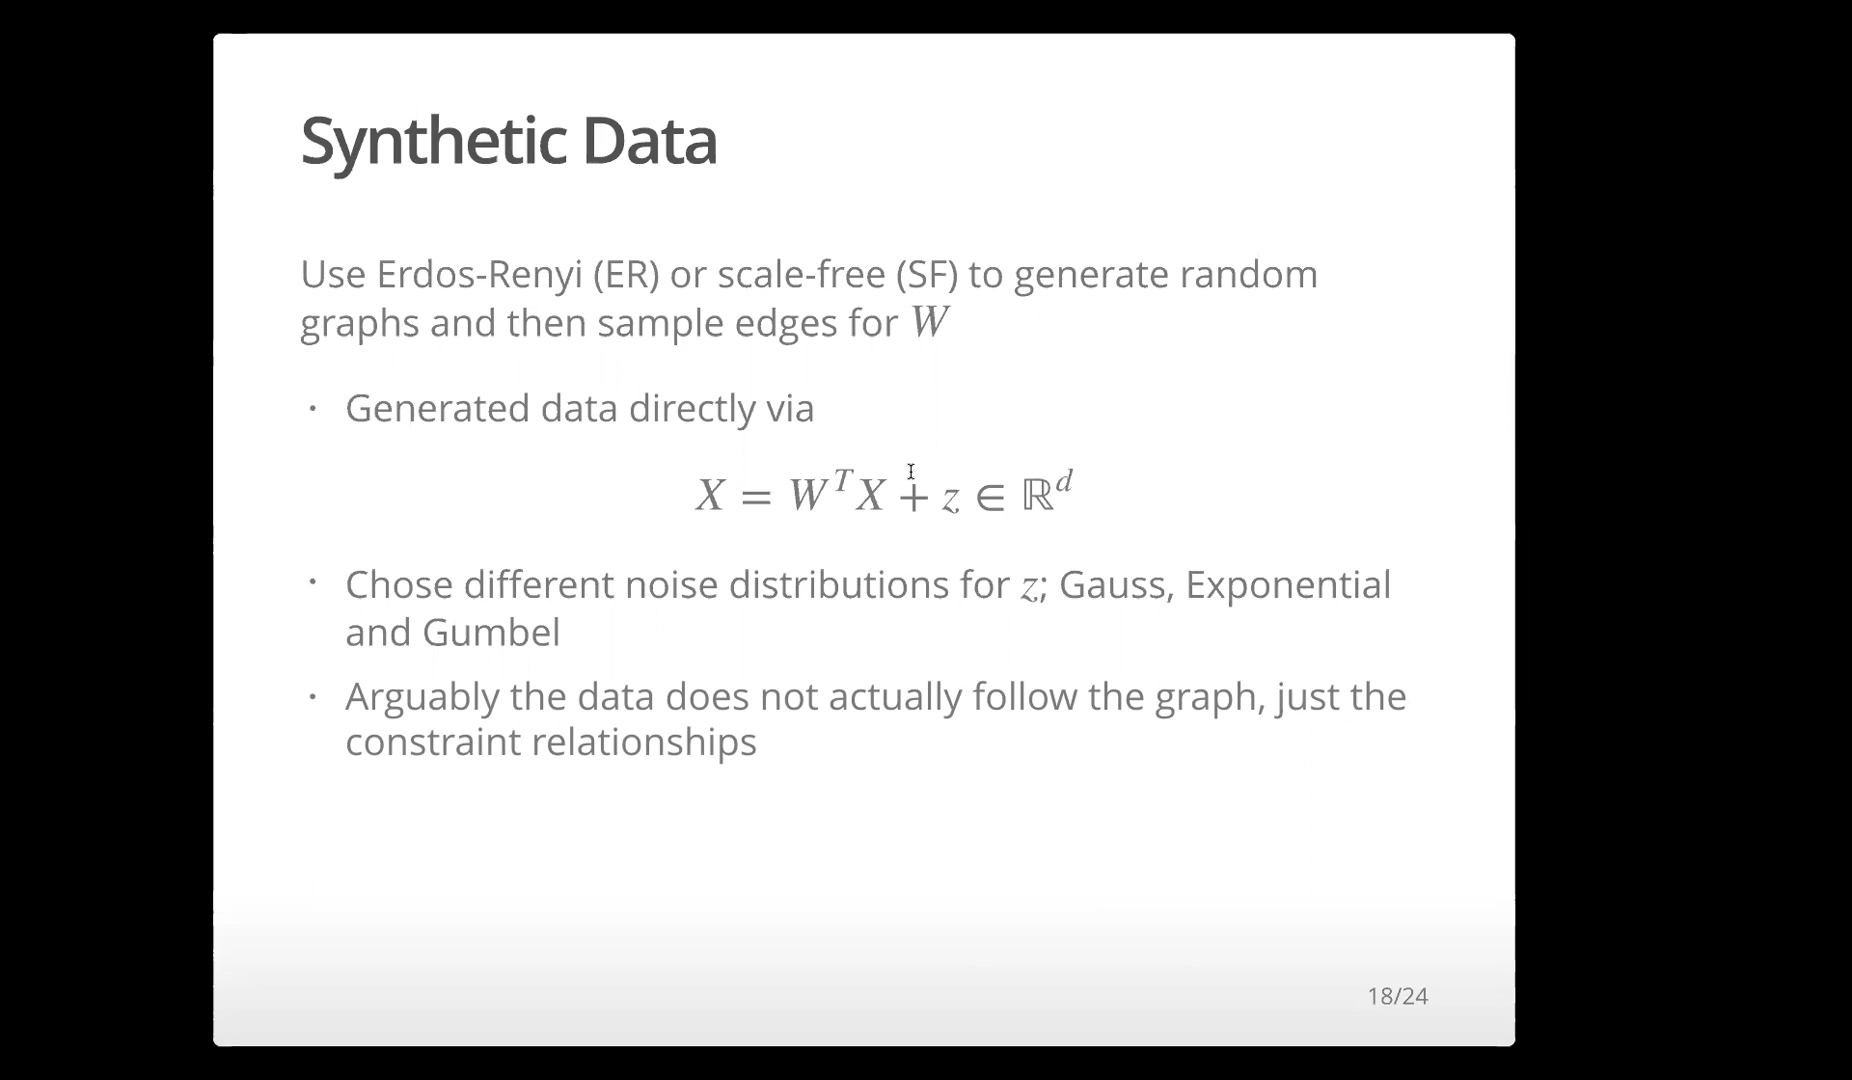 Synthetic Data
Use Erdos-Renyi (ER) or scale-free (SF) to generate random
graphs and then sample edges for W
· Generated data directly via
X = WᵀX + z ∈ ℝᵈ
· Chose different noise distributions for z; Gauss, Exponential
and Gumbel
· Arguably the data does not actually follow the graph, just the
constraint relationships
18/24